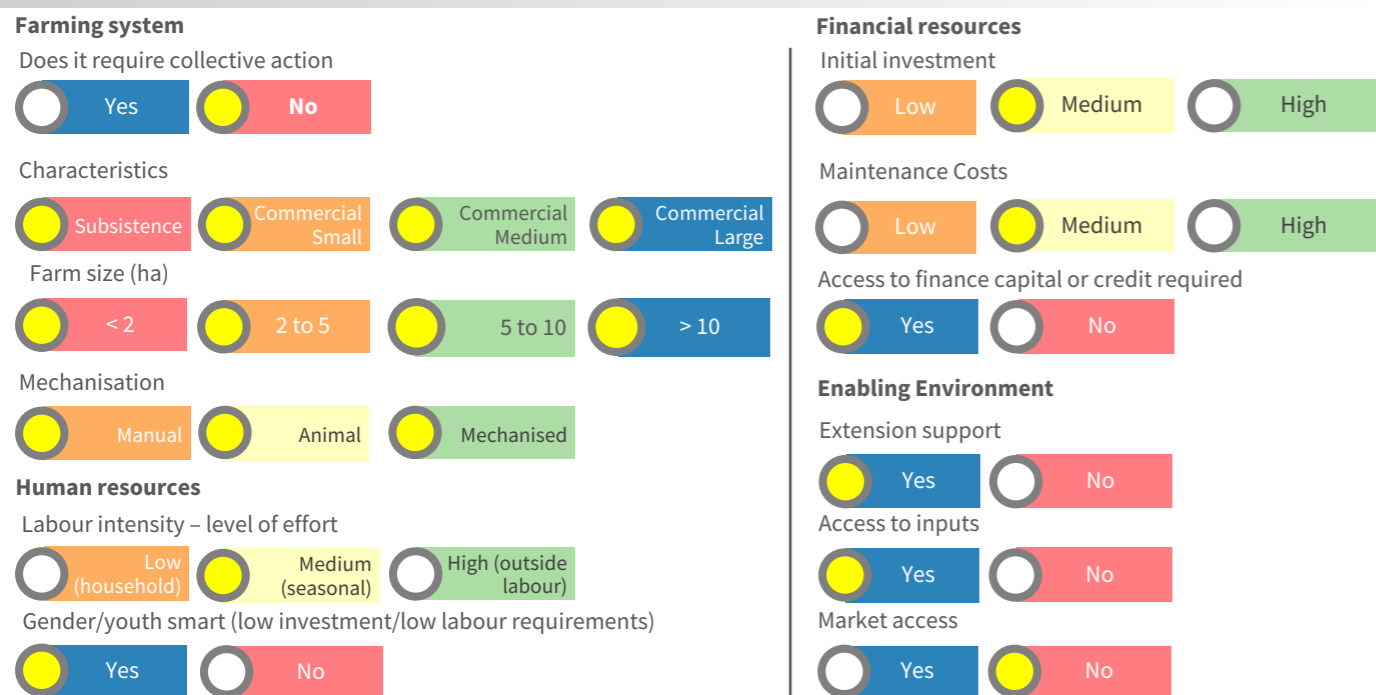 Farming system
Does it require collective action
Yes
No
Characteristics
Subsistence
Commercial
Small
Commercial
Medium
Commercial
Large
Farm size (ha)
< 2
2 to 5
5 to 10
> 10
Mechanisation
Manual
Animal
Mechanised
Human resources
Labour intensity – level of effort
Low
(household)
Medium
(seasonal)
High (outside
labour)
Gender/youth smart (low investment/low labour requirements)
Yes
No
Financial resources
Initial investment
Low
Medium
High
Maintenance Costs
Low
Medium
High
Access to finance capital or credit required
Yes
No
Enabling Environment
Extension support
Yes
No
Access to inputs
Yes
No
Market access
Yes
No